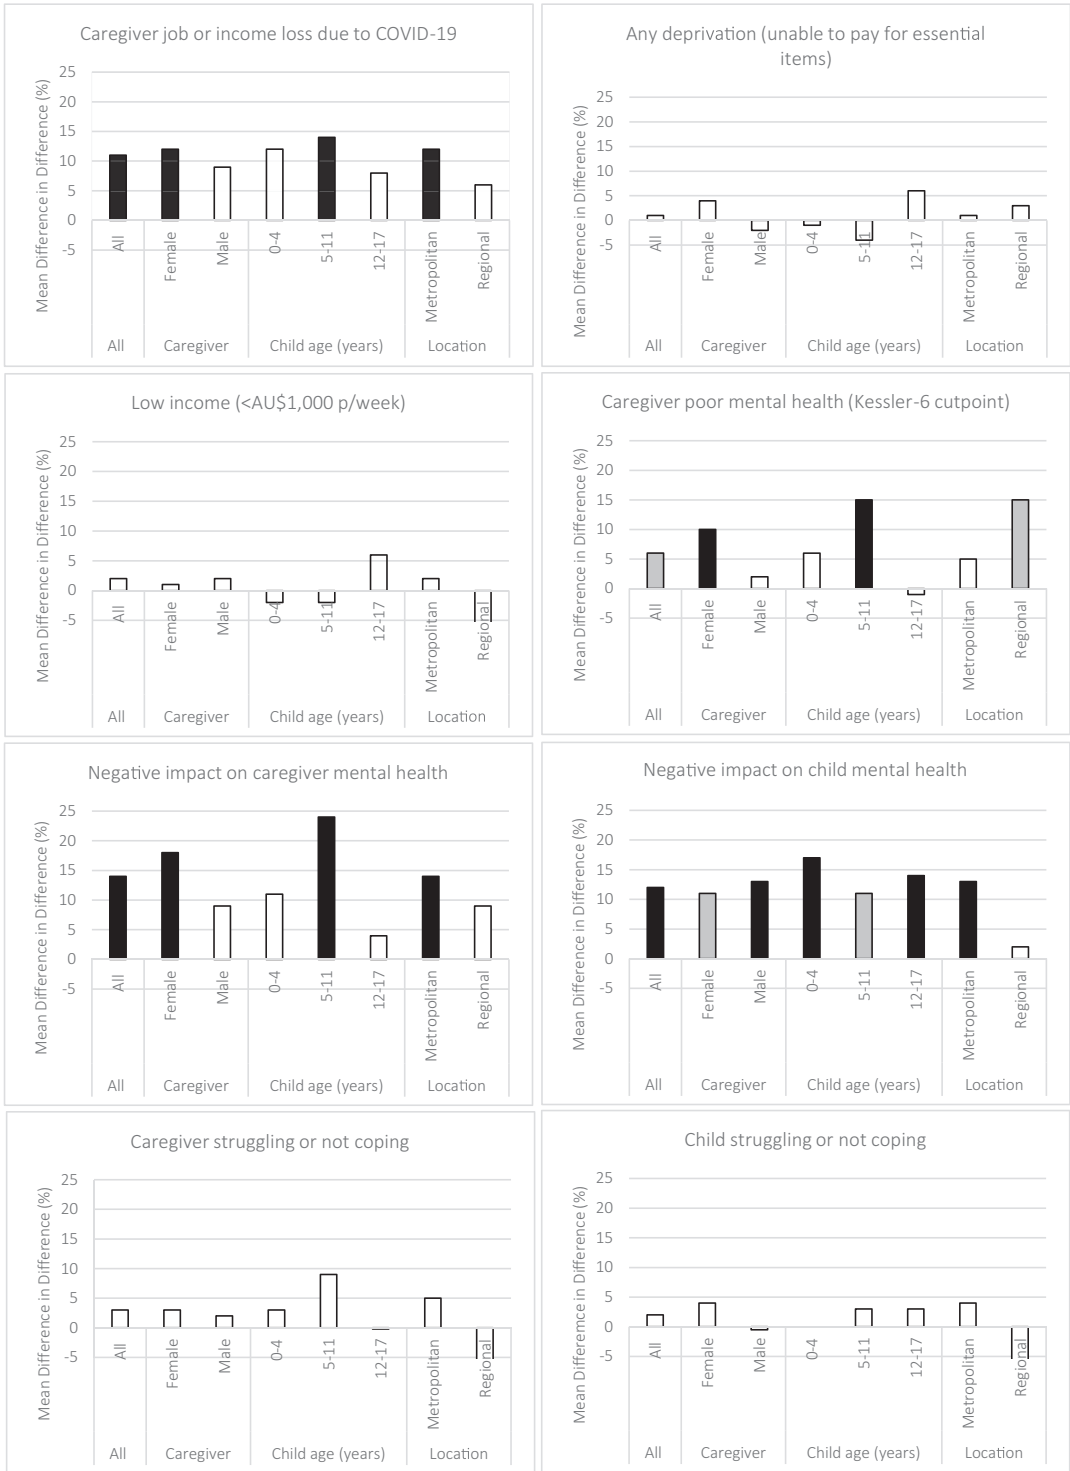 Caregiver job or income loss due to COVID-19
Mean Difference in Difference (%)
25
20
15
10
5
0
-5
All
Female
Male
0-4
5-11
12-17
Metropolitan
Regional
All Caregiver Child age (years) Location
Any deprivation (unable to pay for essential
items)
Mean Difference in Difference (%)
25
20
15
10
5
0
-5
All
Female
Male
0-4
5-11
12-17
Metropolitan
Regional
All Caregiver Child age (years) Location
Low income (<AU$1,000 p/week)
Mean Difference in Difference (%)
25
20
15
10
5
0
-5
All
Female
Male
0-4
5-11
12-17
Metropolitan
Regional
All Caregiver Child age (years) Location
Caregiver poor mental health (Kessler-6 cutpoint)
Mean Difference in Difference (%)
25
20
15
10
5
0
-5
All
Female
Male
0-4
5-11
12-17
Metropolitan
Regional
All Caregiver Child age (years) Location
Negative impact on caregiver mental health
Mean Difference in Difference (%)
25
20
15
10
5
0
-5
All
Female
Male
0-4
5-11
12-17
Metropolitan
Regional
All Caregiver Child age (years) Location
Negative impact on child mental health
Mean Difference in Difference (%)
25
20
15
10
5
0
-5
All
Female
Male
0-4
5-11
12-17
Metropolitan
Regional
All Caregiver Child age (years) Location
Caregiver struggling or not coping
Mean Difference in Difference (%)
25
20
15
10
5
0
-5
All
Female
Male
0-4
5-11
12-17
Metropolitan
Regional
All Caregiver Child age (years) Location
Child struggling or not coping
Mean Differemce in Difference (%)
25
20
15
10
5
0
-5
All
Female
Male
0-4
5-11
12-17
Metropolitan
Regional
All Caregiver Child age (years) Location